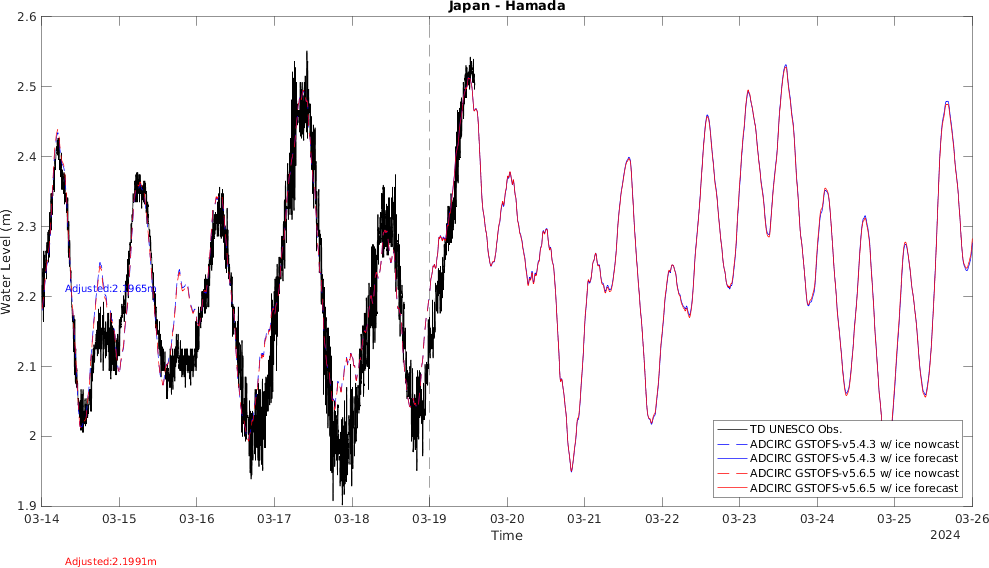 Japan - Hamada
2.6
2.5
2.4
2.3
2.2
2.1
2
1.9
Water Level (m)
Adjusted:2.1965m
TD UNESCO Obs.
ADCIRC GSTOFS-v5.4.3 w/ ice nowcast
ADCIRC GSTOFS-v5.4.3 w/ ice forecast
ADCIRC GSTOFS-v5.6.5 w/ ice nowcast
ADCIRC GSTOFS-v5.6.5 w/ ice forecast
03-14 03-15 03-16 03-17 03-18 03-19 03-20 03-21 03-22 03-23 03-24 03-25 03-26
Time
2024
Adjusted:2.1991m